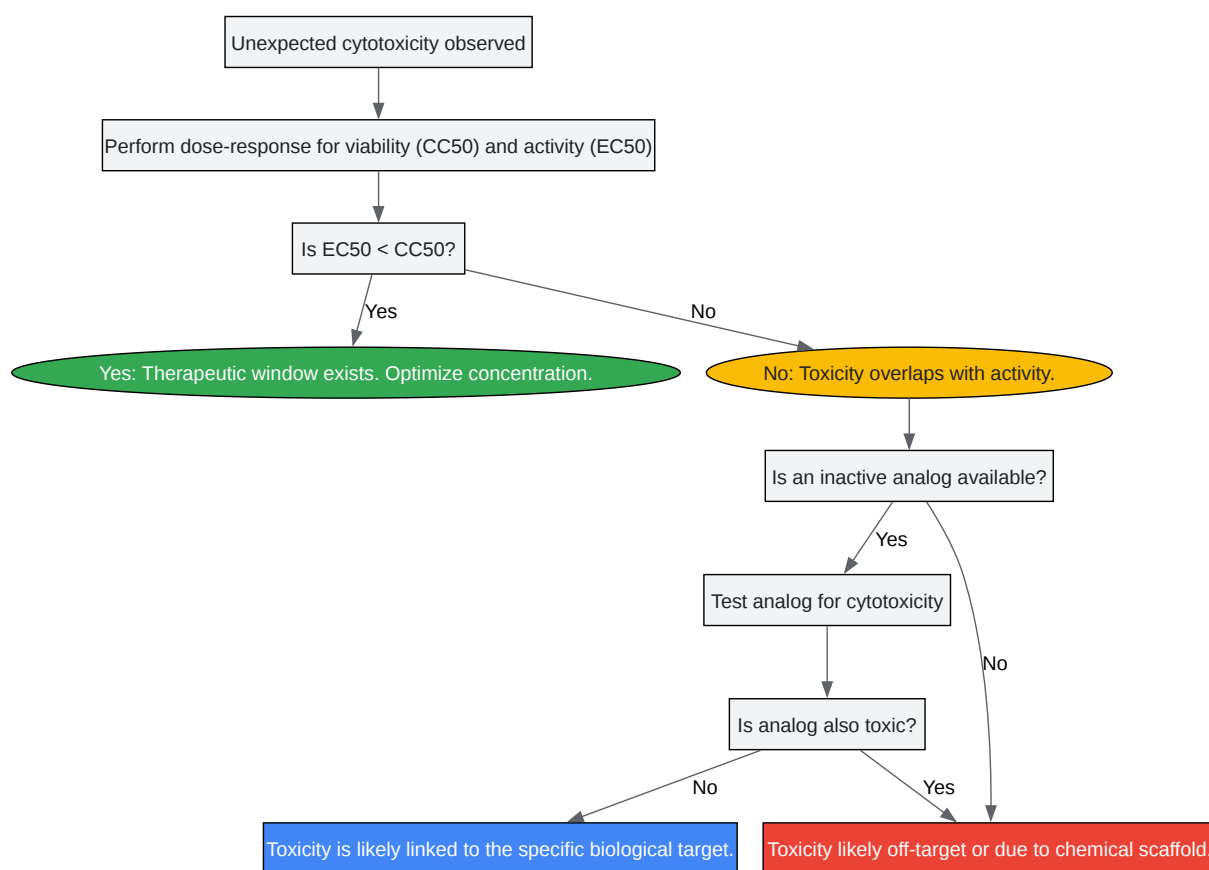 Unexpected cytotoxicity observed
Perform dose-response for viability (CC50) and activity (EC50)
Is EC50 < CC50?
Yes
No
Yes: Therapeutic window exists. Optimize concentration.
No: Toxicity overlaps with activity.
Is an inactive analog available?
Yes
Test analog for cytotoxicity
No
Is analog also toxic?
No
Yes
Toxicity is likely linked to the specific biological target.
Toxicity likely off-target or due to chemical scaffold.